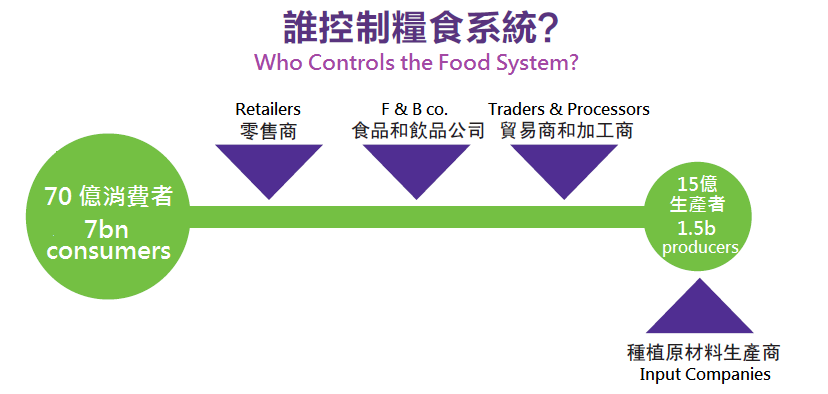 誰控制糧食系統?
Who Controls the Food System?
Retailers
零售商
F & B co.
食品和飲品公司
Traders & Processors
貿易商和加工商
70 億消費者
7bn
consumers
15億
生產者
1.5b
producers
種植原材料生產商
Input Companies